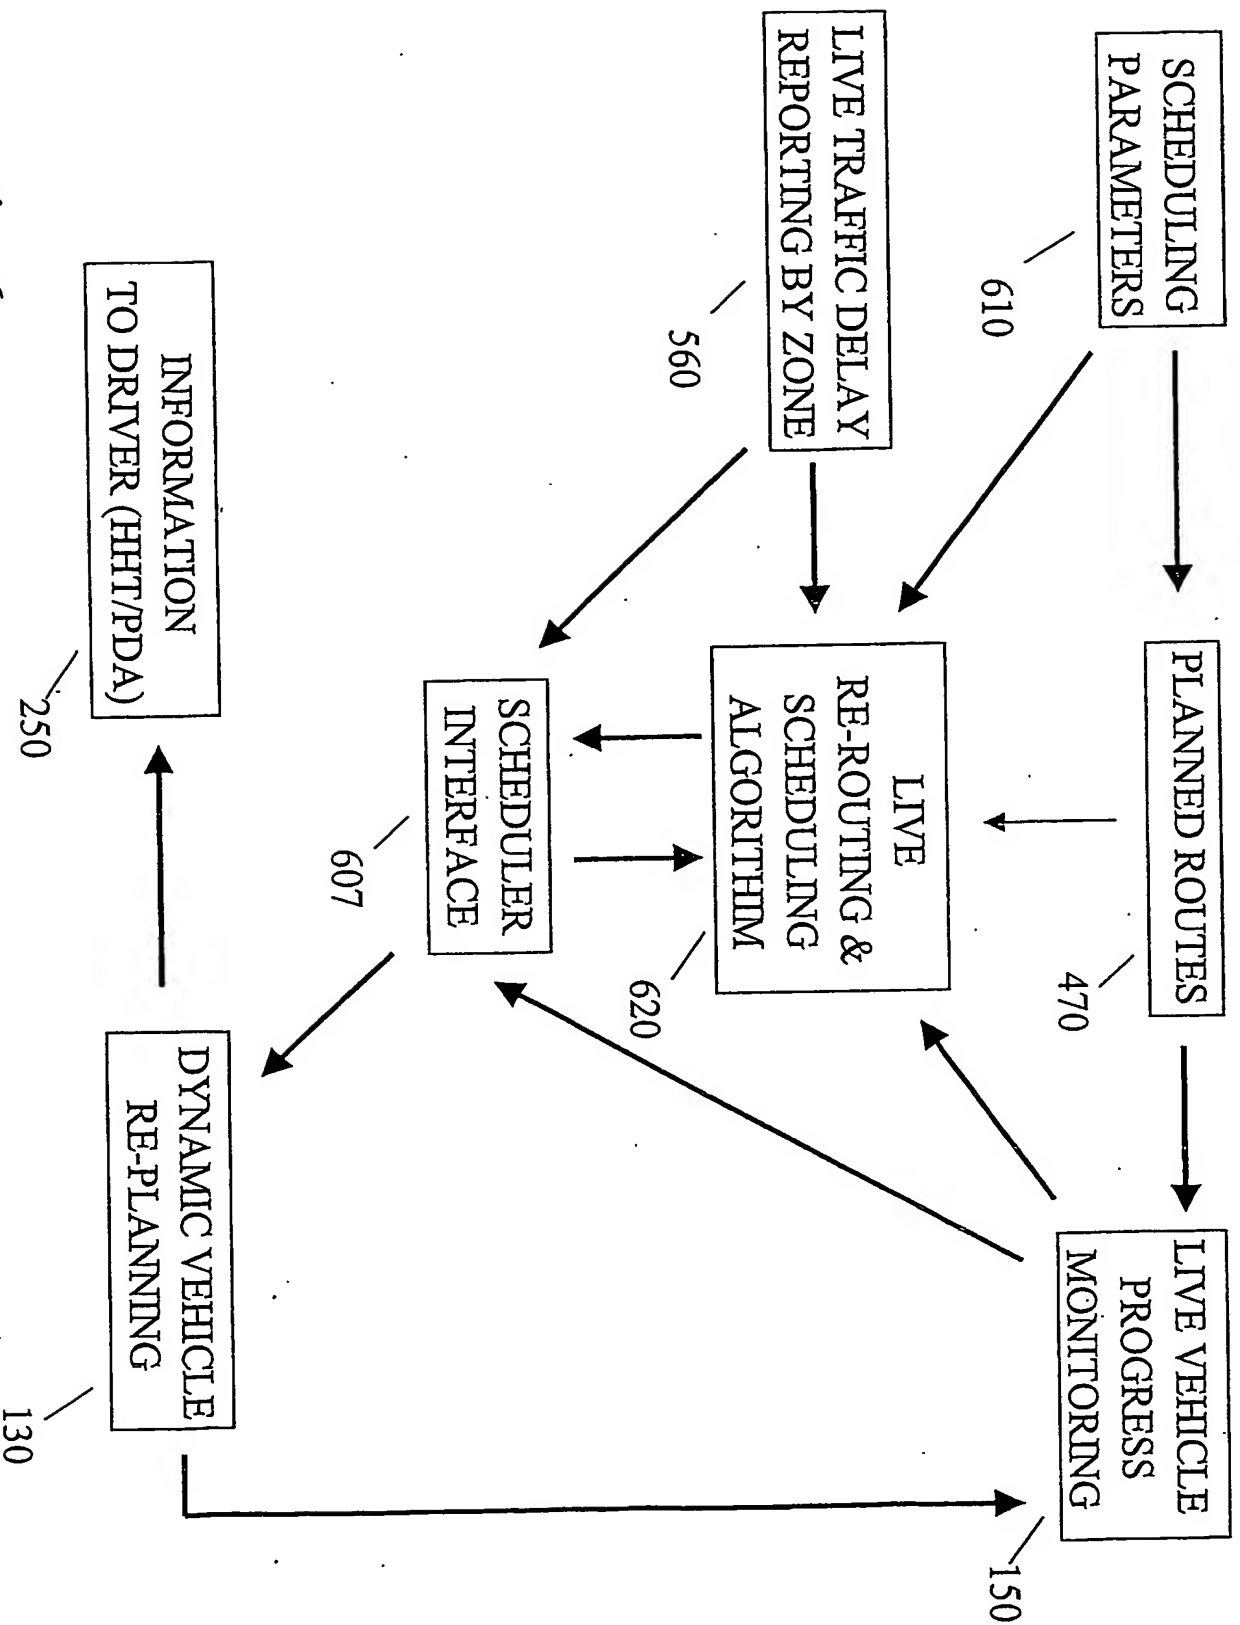 SCHEDULING
PARAMETERS
610
PLANNED ROUTES
470
LIVE VEHICLE
PROGRESS
MONITORING
150
LIVE TRAFFIC DELAY
REPORTING BY ZONE
560
LIVE
RE-ROUTING &
SCHEDULING
ALGORITHIM
620
SCHEDULER
INTERFACE
607
INFORMATION
TO DRIVER (HHT/PDA)
250
DYNAMIC VEHICLE
RE-PLANNING
130